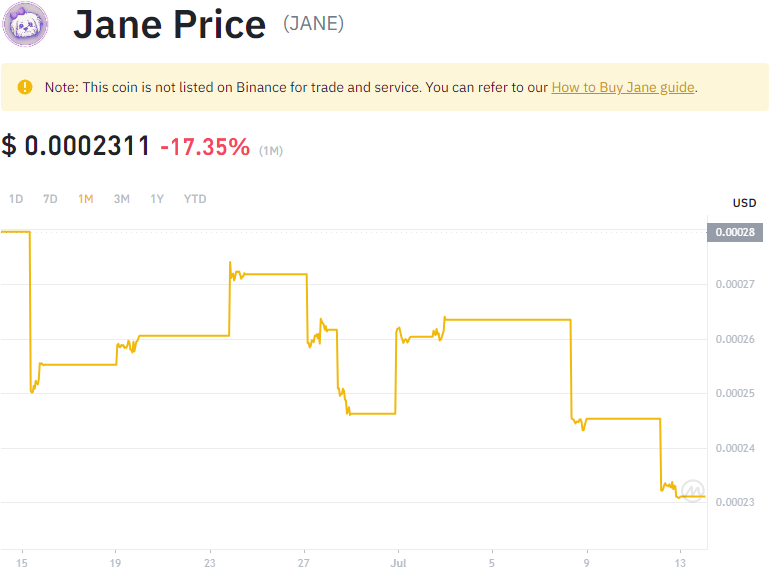 Jane Price (JANE)
Note: This coin is not listed on Binance for trade and service. You can refer to our How to Buy Jane guide.
$ 0.0002311 -17.35% (1M)
1D 7D 1M 3M 1Y YTD
USD
0.00028
0.00027
0.00026
0.00025
0.00024
0.00023
15 19 23 27 Jul 5 9 13